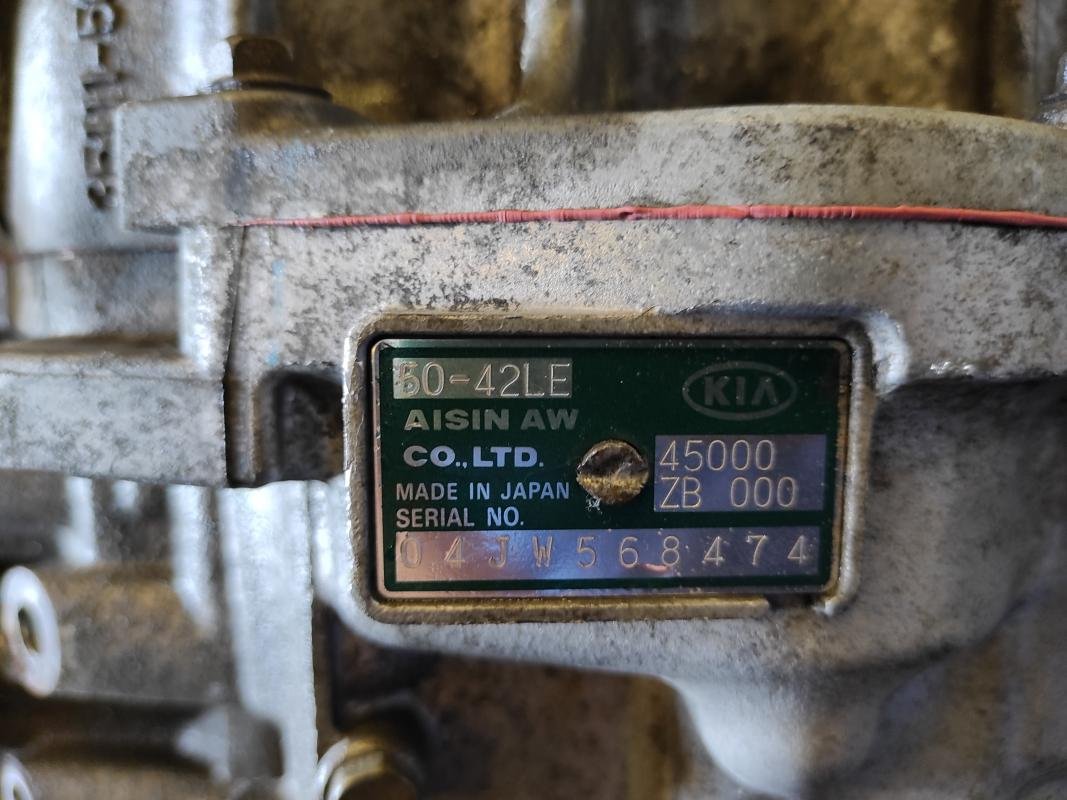 50-42LE
KIA
AISIN AW
CO.,LTD.
45000
ZB 000
MADE IN JAPAN
SERIAL NO.
04JW568474